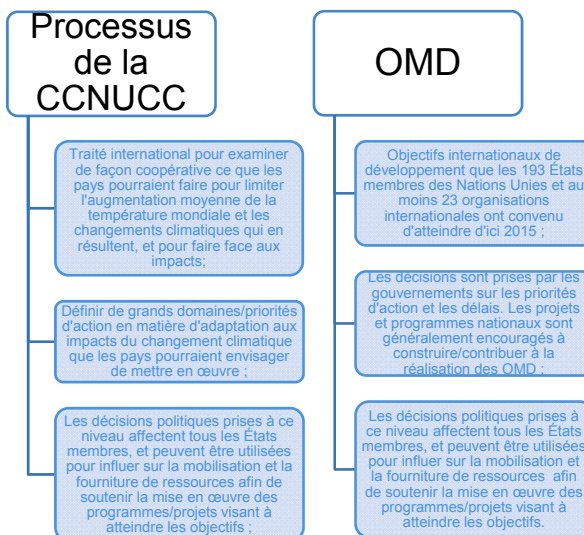 Processus
de la
CCNUCC
Traité international pour examiner
de façon coopérative ce que les
pays pourraient faire pour limiter
l'augmentation moyenne de la
température mondiale et les
changements climatiques qui en
résultent, et pour faire face aux
impacts;
Définir de grands domaines/priorités
d'action en matière d'adaptation aux
impacts du changement climatique
que les pays pourraient envisager
de mettre en œuvre ;
Les décisions politiques prises à ce
niveau affectent tous les États
membres, et peuvent être utilisées
pour influer sur la mobilisation et la
fourniture de ressources afin de
soutenir la mise en œuvre des
programmes/projets visant à
atteindre les objectifs ;
OMD
Objectifs internationaux de
développement que les 193 États
membres des Nations Unies et au
moins 23 organisations
internationales ont convenu
d'atteindre d'ici 2015 ;
Les décisions sont prises par les
gouvernements sur les priorités
d'action et les délais. Les projets
et programmes nationaux sont
généralement encouragés à
construire/contribuer à la
réalisation des OMD ;
Les décisions politiques prises à
ce niveau affectent tous les États
membres, et peuvent être utilisées
pour influer sur la mobilisation et
la fourniture de ressources afin
de soutenir la mise en œuvre des
programmes/projets visant à
atteindre les objectifs.